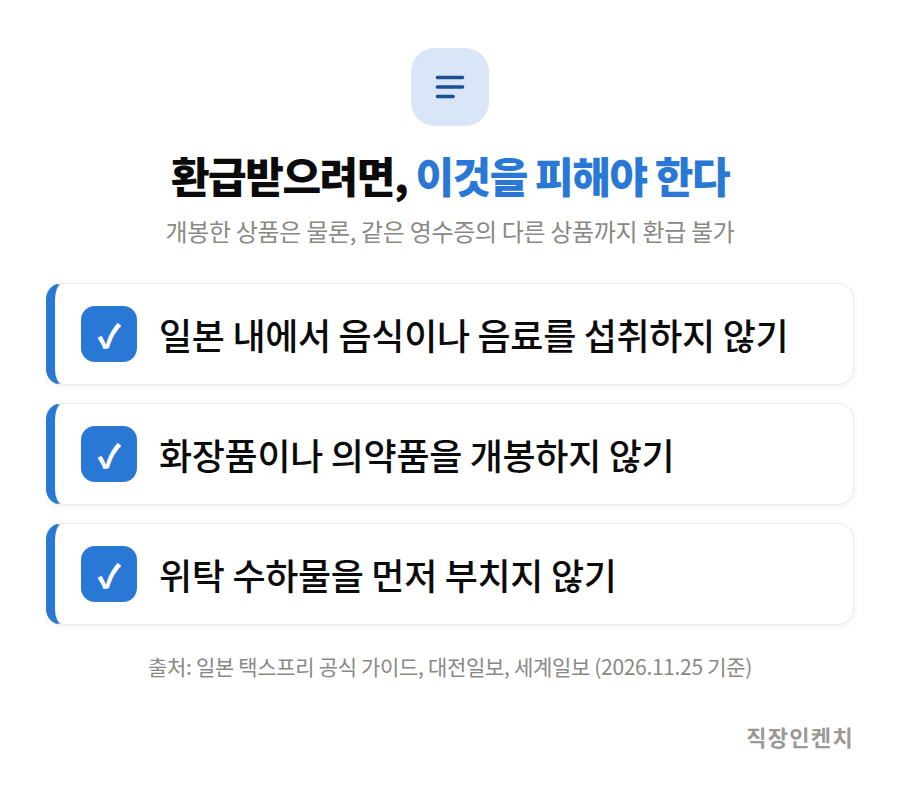 환급받으려면, 이것을 피해야 한다
개봉한 상품은 물론, 같은 영수증의 다른 상품까지 환급 불가
일본 내에서 음식이나 음료를 섭취하지 않기
화장품이나 의약품을 개봉하지 않기
위탁 수하물을 먼저 부치지 않기
출처: 일본 택스프리 공식 가이드, 대전일보, 세계일보 (2026.11.25 기준)
직장인켄치